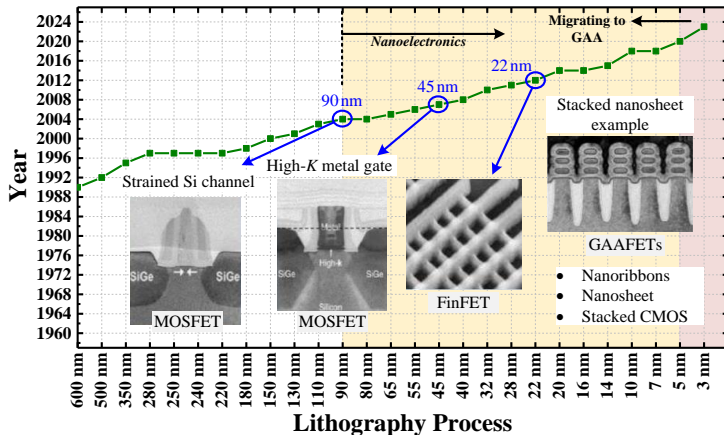 2024
2020
2016
2012
2008
2004
2000
1996
1992
1988
1984
1980
1976
1972
1968
1964
1960
Year
Nanoelectronics
Migrating to
GAA
90 nm
45 nm
22 nm
Strained Si channel
High-K metal gate
Stacked nanosheet
example
SiGe
SiGe
MOSFET
Metal
High-k
SiGe
SiGe
Silicon
MOSFET
FinFET
GAAFETs
• Nanoribbons
• Nanosheet
• Stacked CMOS
600 nm
500 nm
350 nm
280 nm
250 nm
240 nm
220 nm
180 nm
150 nm
130 nm
110 nm
90 nm
80 nm
65 nm
55 nm
45 nm
40 nm
32 nm
28 nm
22 nm
20 nm
16 nm
14 nm
10 nm
7 nm
5 nm
3 nm
Lithography Process